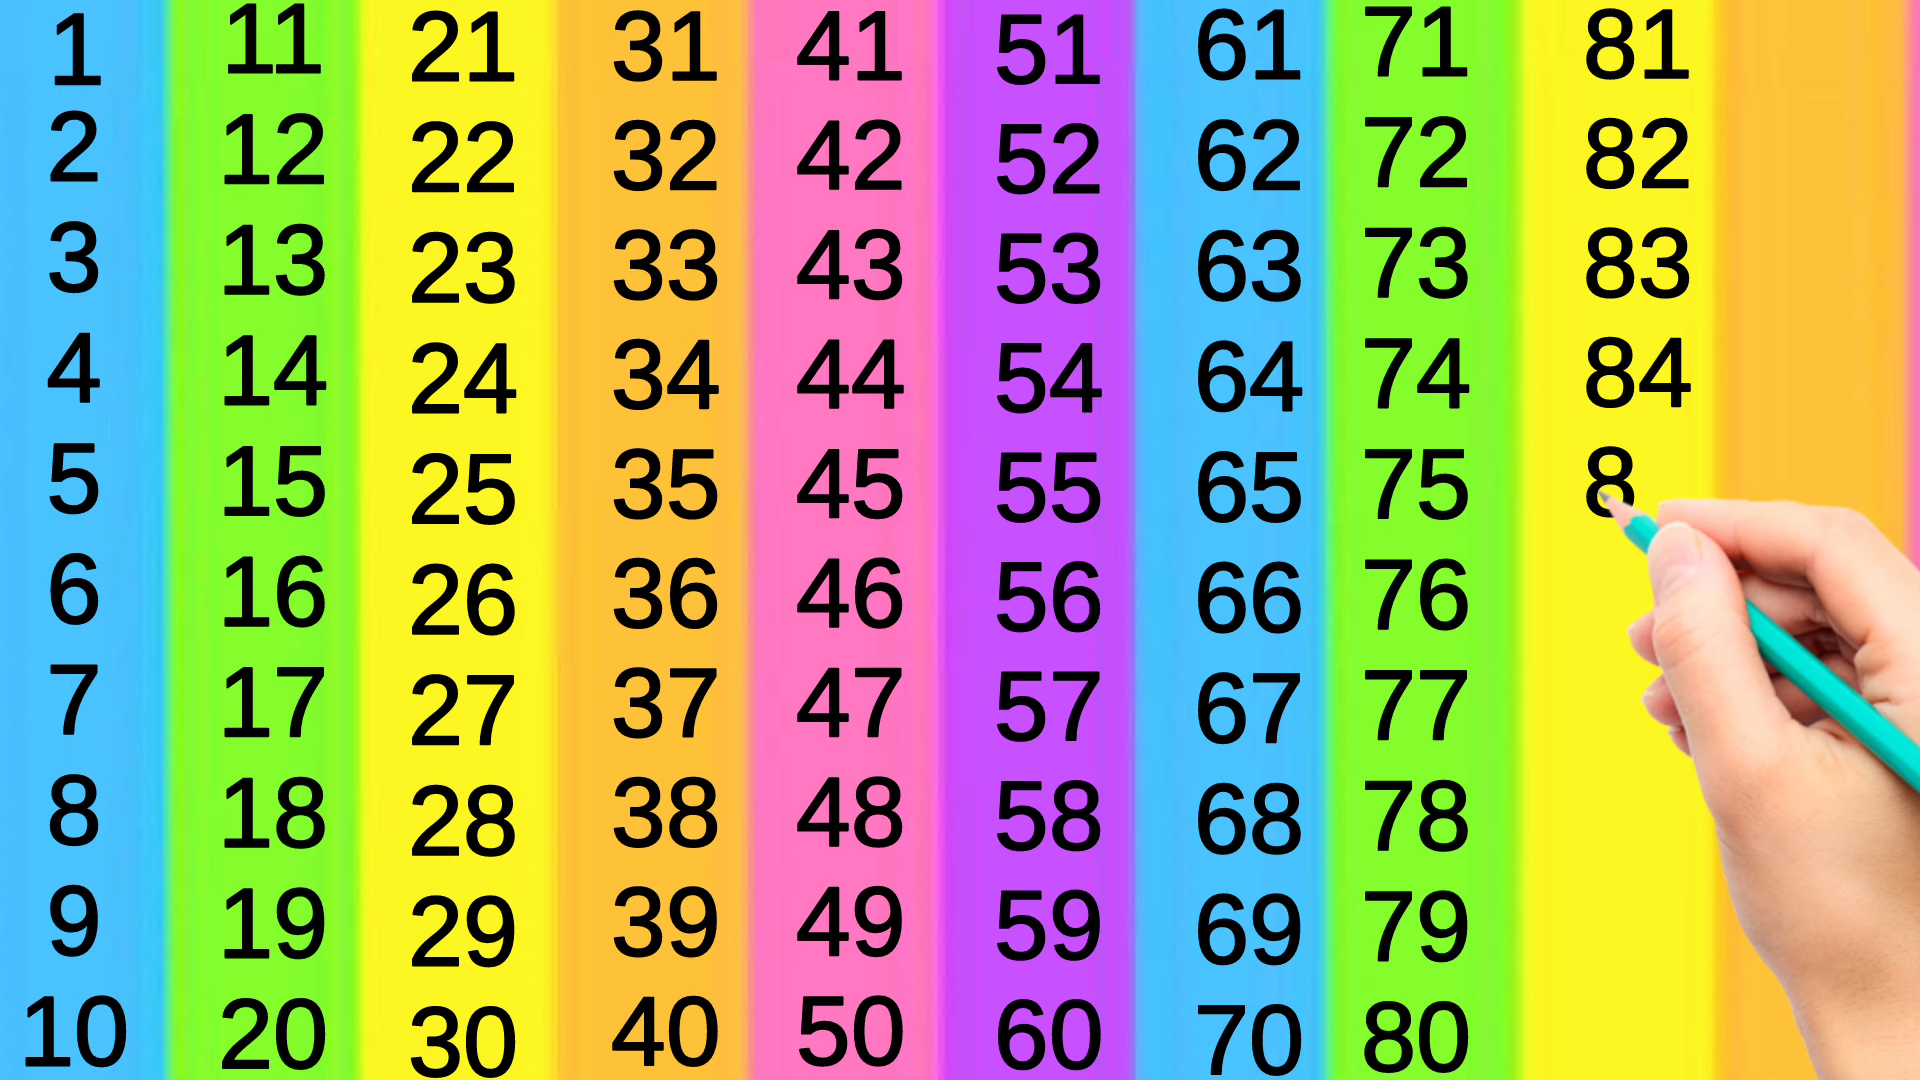 1 11 21 31 41 51 61 71 81
2 12 22 32 42 52 62 72 82
3 13 23 33 43 53 63 73 83
4 14 24 34 44 54 64 74 84
5 15 25 35 45 55 65 75 8
6 16 26 36 46 56 66 76
7 17 27 37 47 57 67 77
8 18 28 38 48 58 68 78
9 19 29 39 49 59 69 79
10 20 30 40 50 60 70 80